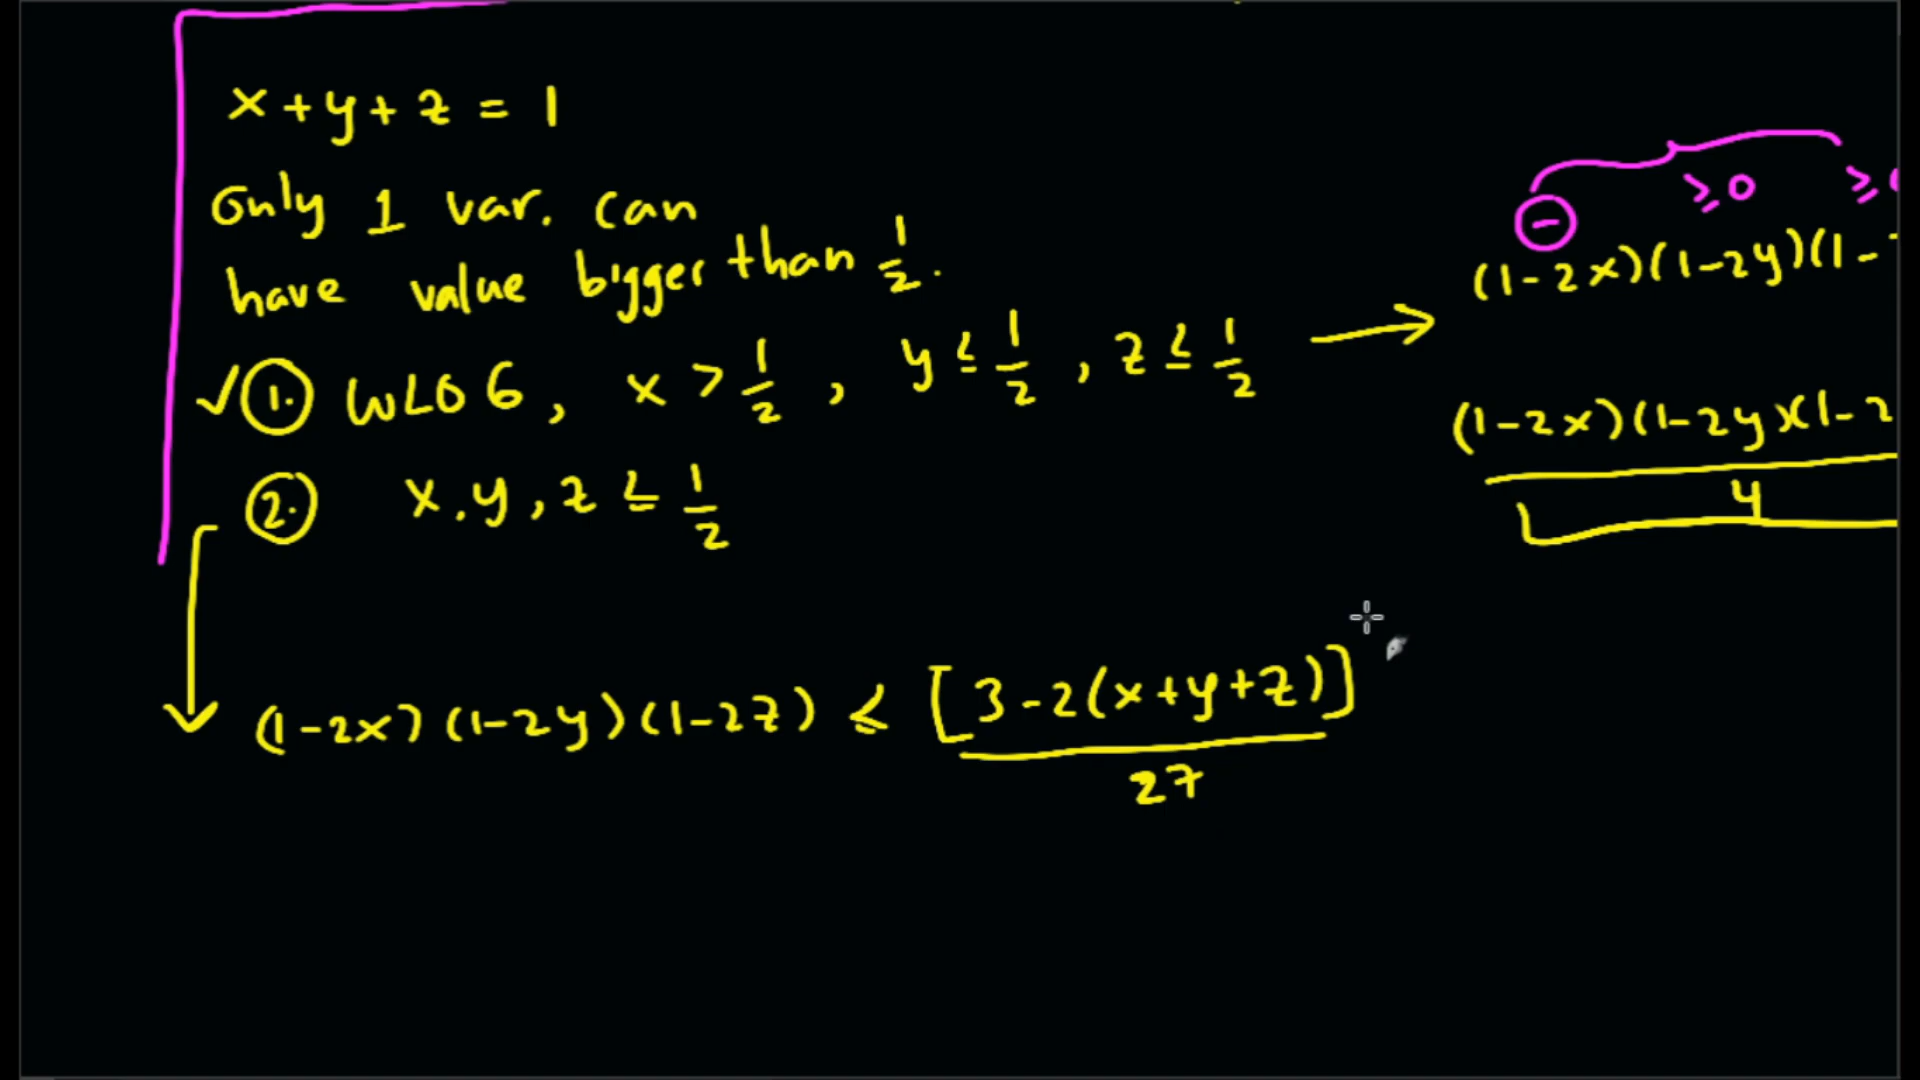 x+y+z = 1
Only 1 var. can
have value bigger than 1/2.
① WLOG, x > 1/2, y ≤ 1/2, z ≤ 1/2 →
② x,y,z ≤ 1/2
(1-2x)(1-2y)(1-2z) ≤ [3-2(x+y+z)]/27
⊖ ≥0 ≥
(1-2x)(1-2y)(1-
(1-2x)(1-2y)(1-2
4